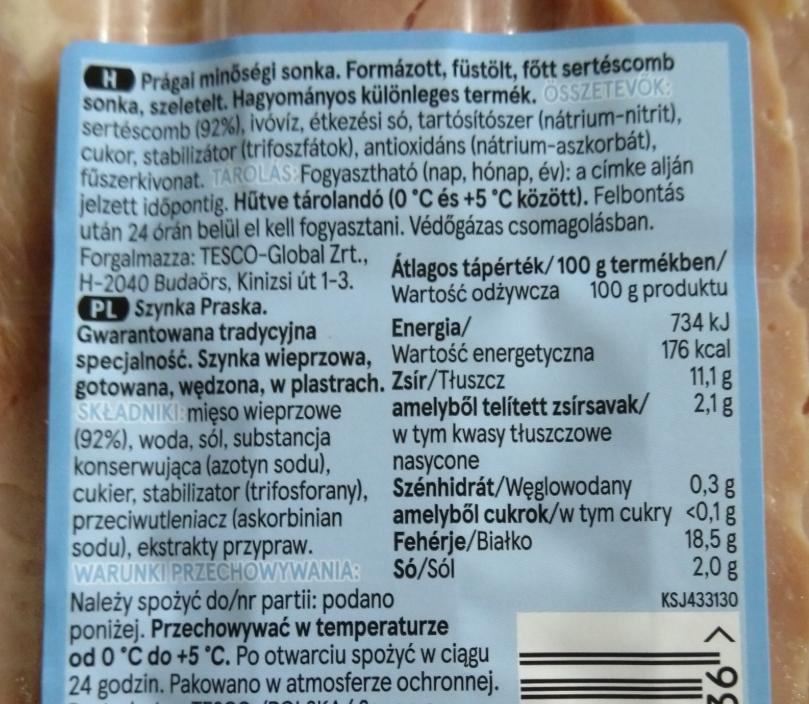 H Prágai minőségi sonka. Formázott, füstölt, főtt sertéscomb
sonka, szeletelt. Hagyományos különleges termék. ÖSSZETEVŐK:
sertéscomb (92%), ivóvíz, étkezési só, tartósítószer (nátrium-nitrit),
cukor, stabilizátor (trifoszfátok), antioxidáns (nátrium-aszkorbát),
fűszerkivonat. TÁROLÁS: Fogyasztható (nap, hónap, év): a címke alján
jelzett időpontig. Hűtve tárolandó (0 °C és +5 °C között). Felbontás
után 24 órán belül el kell fogyasztani. Védőgázas csomagolásban.
Forgalmazza: TESCO-Global Zrt.,
H-2040 Budaörs, Kinizsi út 1-3.
PL Szynka Praska.
Gwarantowana tradycyjna
specjalność. Szynka wieprzowa,
gotowana, wędzona, w plastrach.
SKŁADNIKI: mięso wieprzowe
(92%), woda, sól, substancja
konserwująca (azotyn sodu),
cukier, stabilizator (trifosforany),
przeciwutleniacz (askorbinian
sodu), ekstrakty przypraw.
WARUNKI PRZECHOWYWANIA:
Należy spożyć do/nr partii: podano
poniżej. Przechowywać w temperaturze
od 0 °C do +5 °C. Po otwarciu spożyć w ciągu
24 godzin. Pakowano w atmosferze ochronnej.
Átlagos tápérték/ 100 g termékben/
Wartość odżywcza 100 g produktu
Energia/ 734 kJ
Wartość energetyczna 176 kcal
Zsír/Tłuszcz 11,1 g
amelyből telített zsírsavak/ 2,1 g
w tym kwasy tłuszczowe
nasycone
Szénhidrát/Węglowodany 0,3 g
amelyből cukrok/w tym cukry <0,1 g
Fehérje/Białko 18,5 g
Só/Sól 2,0 g
KSJ433130